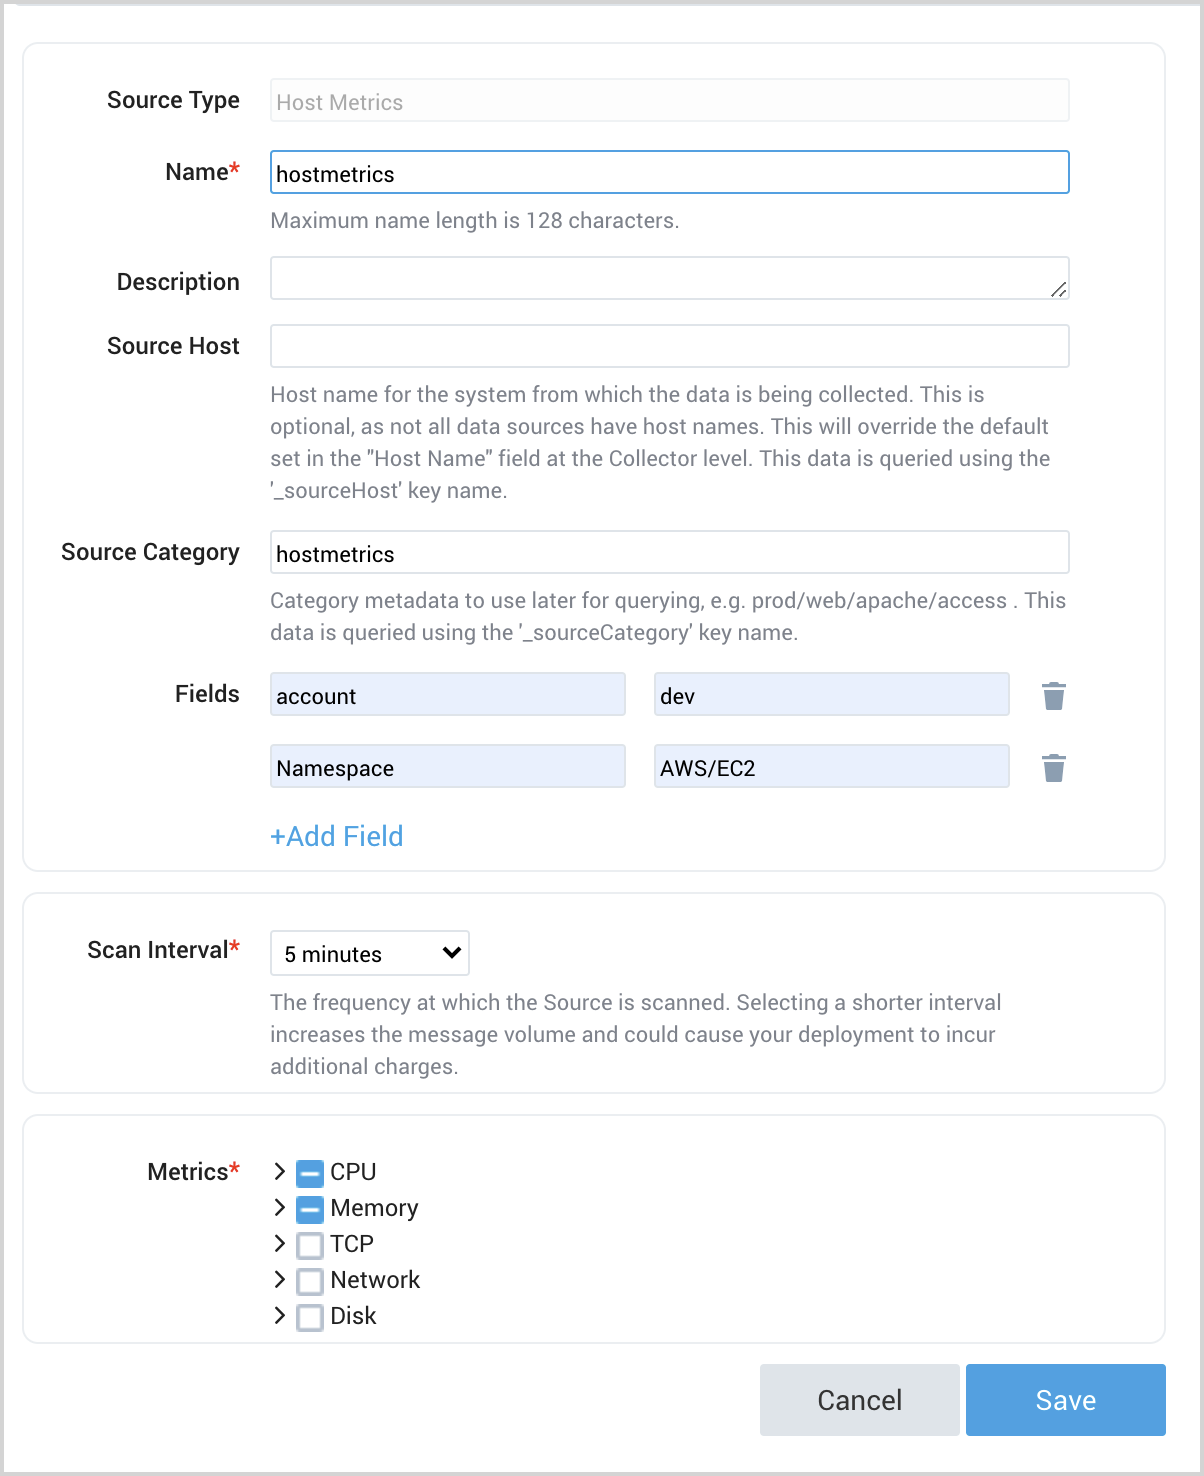 Source Type
Host Metrics
Name*
hostmetrics
Maximum name length is 128 characters.
Description
Source Host
Host name for the system from which the data is being collected. This is
optional, as not all data sources have host names. This will override the default
set in the "Host Name" field at the Collector level. This data is queried using the
'_sourceHost' key name.
Source Category
hostmetrics
Category metadata to use later for querying, e.g. prod/web/apache/access . This
data is queried using the '_sourceCategory' key name.
Fields
account
dev
Namespace
AWS/EC2
+Add Field
Scan Interval*
5 minutes
The frequency at which the Source is scanned. Selecting a shorter interval
increases the message volume and could cause your deployment to incur
additional charges.
Metrics*
CPU
Memory
TCP
Network
Disk
Cancel
Save